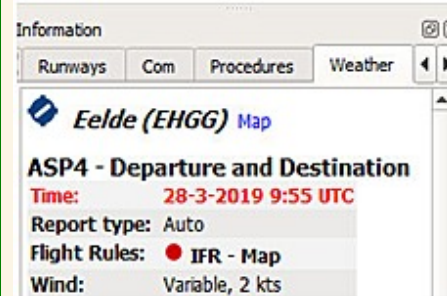 Information
Runways Com Procedures Weather
Eelde (EHGG) Map
ASP4 - Departure and Destination
Time: 28-3-2019 9:55 UTC
Report type: Auto
Flight Rules: IFR - Map
Wind: Variable, 2 kts